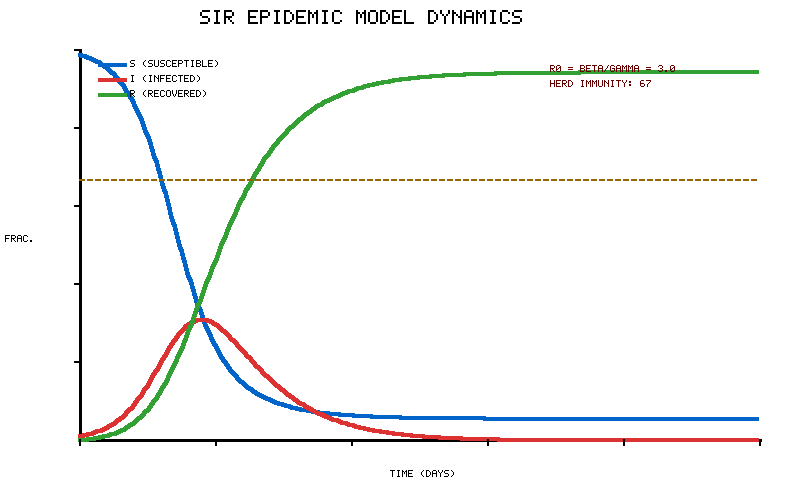 SIR EPIDEMIC MODEL DYNAMICS
S (SUSCEPTIBLE)
I (INFECTED)
R (RECOVERED)
R0 = BETA/GAMMA = 3.0
HERD IMMUNITY: 67
FRAC.
TIME (DAYS)